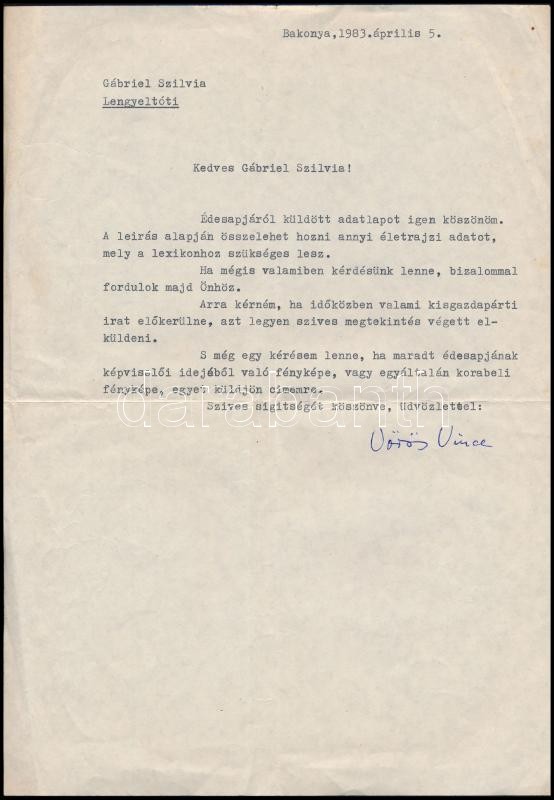 Bakonya,1983.április 5.
Gábriel Szilvia
Lengyeltóti
Kedves Gábriel Szilvia!
Édesapjáról küldött adatlapot igen köszönöm.
A leirás alapján összelehet hozni annyi életrajzi adatot,
mely a lexikonhoz szükséges lesz.
Ha mégis valamiben kérdésünk lenne, bizalommal
fordulok majd Önhöz.
Arra kérném, ha időközben valami kisgazdapárti
irat előkerülne, azt legyen szives megtekintés végett el-
küldeni.
S még egy kérésem lenne, ha maradt édesapjának
képviselői idejéből való fényképe, vagy egyáltalán korabeli
fényképe, egyet küldjön cimemre.
Szives sigitségét köszönve, üdvözlettel:
Vörös Vince
darabanth